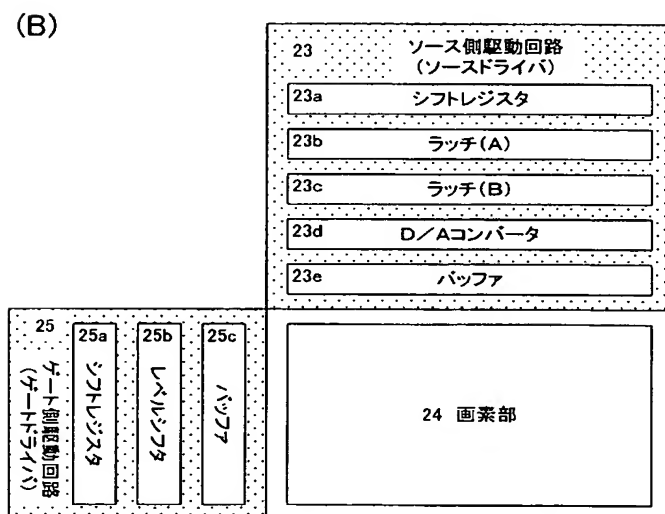 (B)
23 ソース側駆動回路
(ソースドライバ)
23a シフトレジスタ
23b ラッチ(A)
23c ラッチ(B)
23d D/Aコンバータ
23e バッファ
25
ゲート側駆動回路
(ゲートドライバ)
25a シフトレジスタ
25b レベルシフタ
25c バッファ
24 画素部